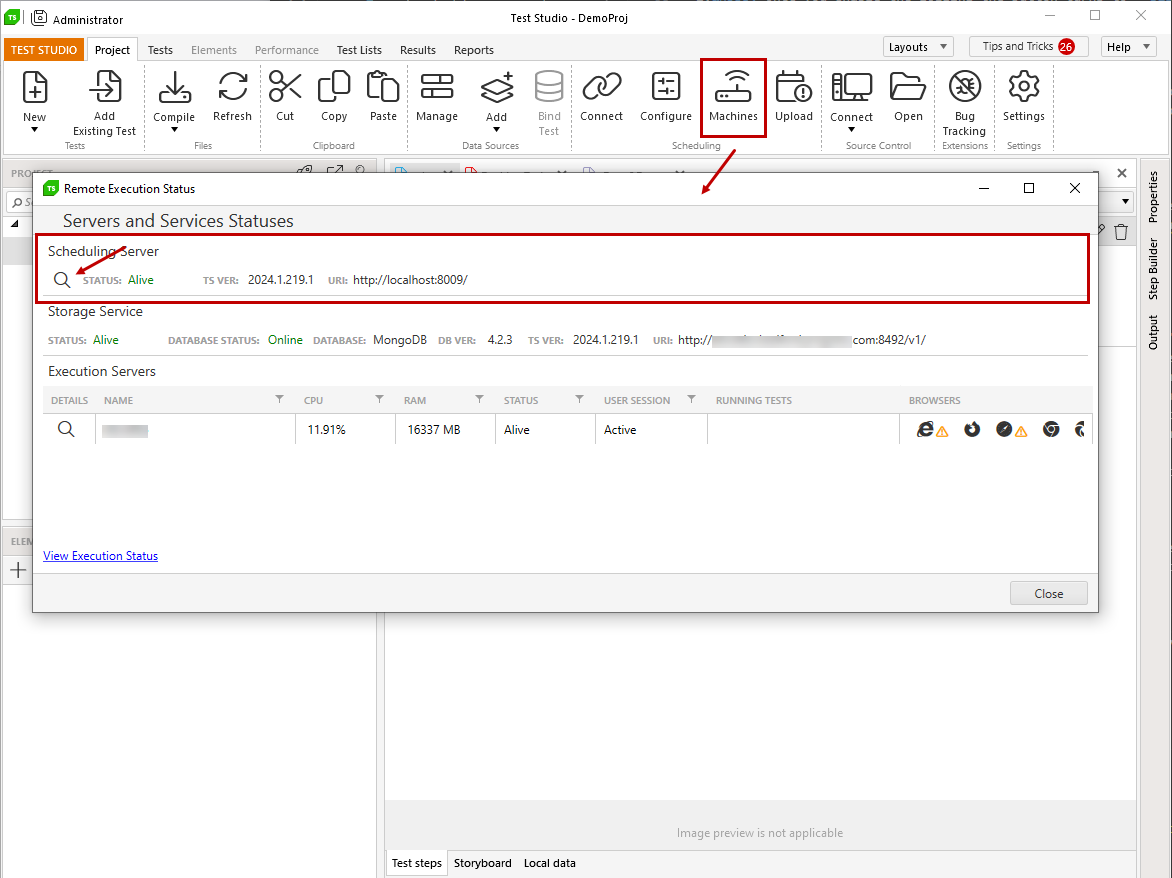 TS Administrator
Test Studio - DemoProj
TEST STUDIO Project Tests Elements Performance Test Lists Results Reports Layouts Tips and Tricks 26 Help
New Add Existing Test Compile Refresh Cut Copy Paste Manage Add Bind Test Connect Configure Machines Upload Connect Open Bug Tracking Settings
Tests Files Clipboard Data Sources Scheduling Source Control Extensions Settings
TS Remote Execution Status
Servers and Services Statuses
Scheduling Server
STATUS: Alive TS VER: 2024.1.219.1 URI: http://localhost:8009/
Storage Service
STATUS: Alive DATABASE STATUS: Online DATABASE: MongoDB DB VER: 4.2.3 TS VER: 2024.1.219.1 URI: http:// com:8492/v1/
Execution Servers
DETAILS NAME CPU RAM STATUS USER SESSION RUNNING TESTS BROWSERS
11.91% 16337 MB Alive Active
View Execution Status
Close
Properties
Step Builder
Output
Image preview is not applicable
Test steps Storyboard Local data